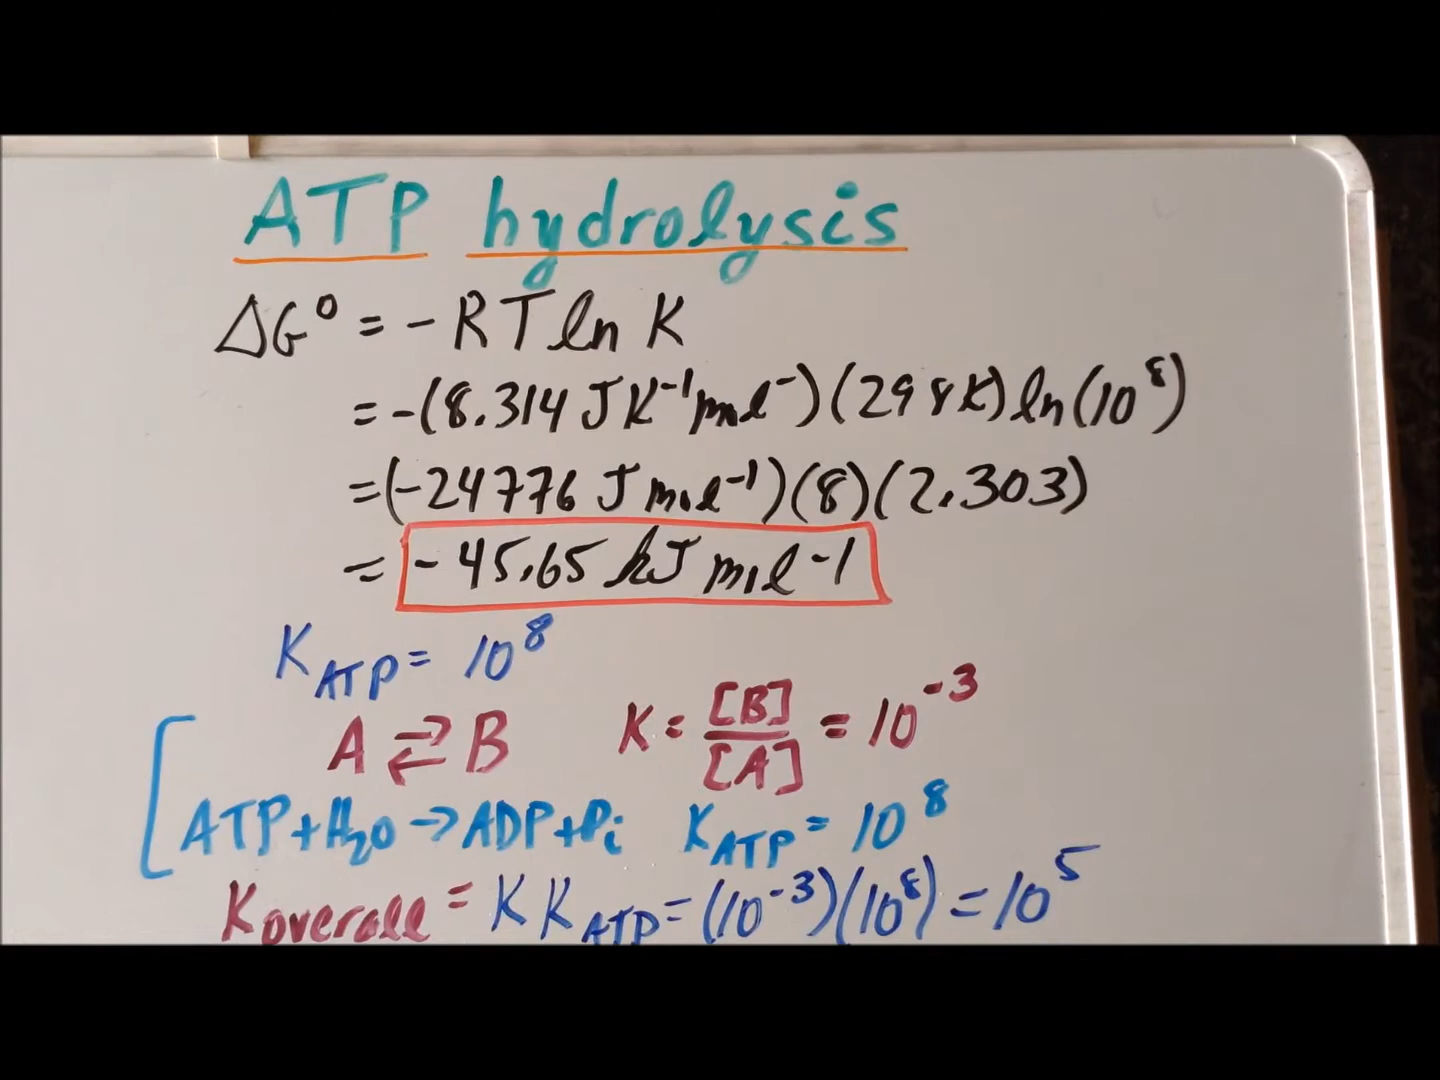 ATP hydrolysis
ΔG° = - RT ln K
= -(8.314 J K⁻¹ mol⁻)(298K) ln(10⁸)
= (-24776 J mol⁻¹)(8)(2.303)
= -45.65 kJ mol⁻¹
K_ATP = 10⁸
A ⇌ B K = [B]/[A] = 10⁻³
ATP + H₂O → ADP + Pi K_ATP = 10⁸
K_overall = K K_ATP = (10⁻³)(10⁸) = 10⁵